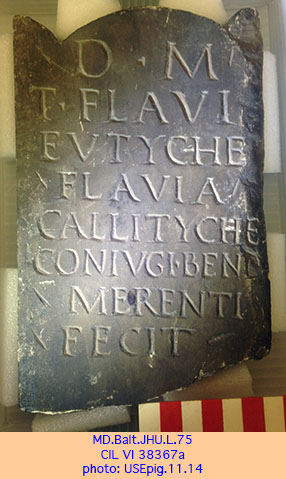 D · M
T · FLAVI
EVTYCHE
FLAVIA
CALLITYCHE
CONIVGI · BENE
MERENTI
FECIT
MD.Balt.JHU.L.75
CIL VI 38367a
photo: USEpig.11.14